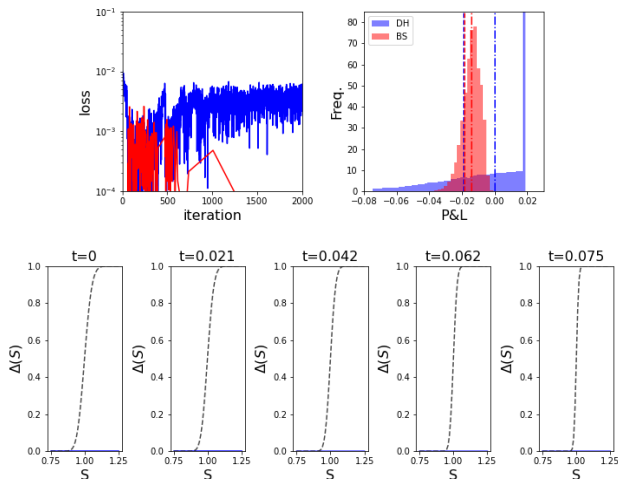 10⁻¹
10⁻²
10⁻³
10⁻⁴
loss
0 500 1000 1500 2000
iteration
DH
BS
80
70
60
50
40
30
20
10
0
Freq.
−0.08 −0.06 −0.04 −0.02 0.00 0.02
P&L
t=0 t=0.021 t=0.042 t=0.062 t=0.075
1.0 1.0 1.0 1.0 1.0
0.8 0.8 0.8 0.8 0.8
0.6 0.6 0.6 0.6 0.6
Δ(S) Δ(S) Δ(S) Δ(S) Δ(S)
0.4 0.4 0.4 0.4 0.4
0.2 0.2 0.2 0.2 0.2
0.0 0.0 0.0 0.0 0.0
0.75 1.00 1.25 0.75 1.00 1.25 0.75 1.00 1.25 0.75 1.00 1.25 0.75 1.00 1.25
S S S S S